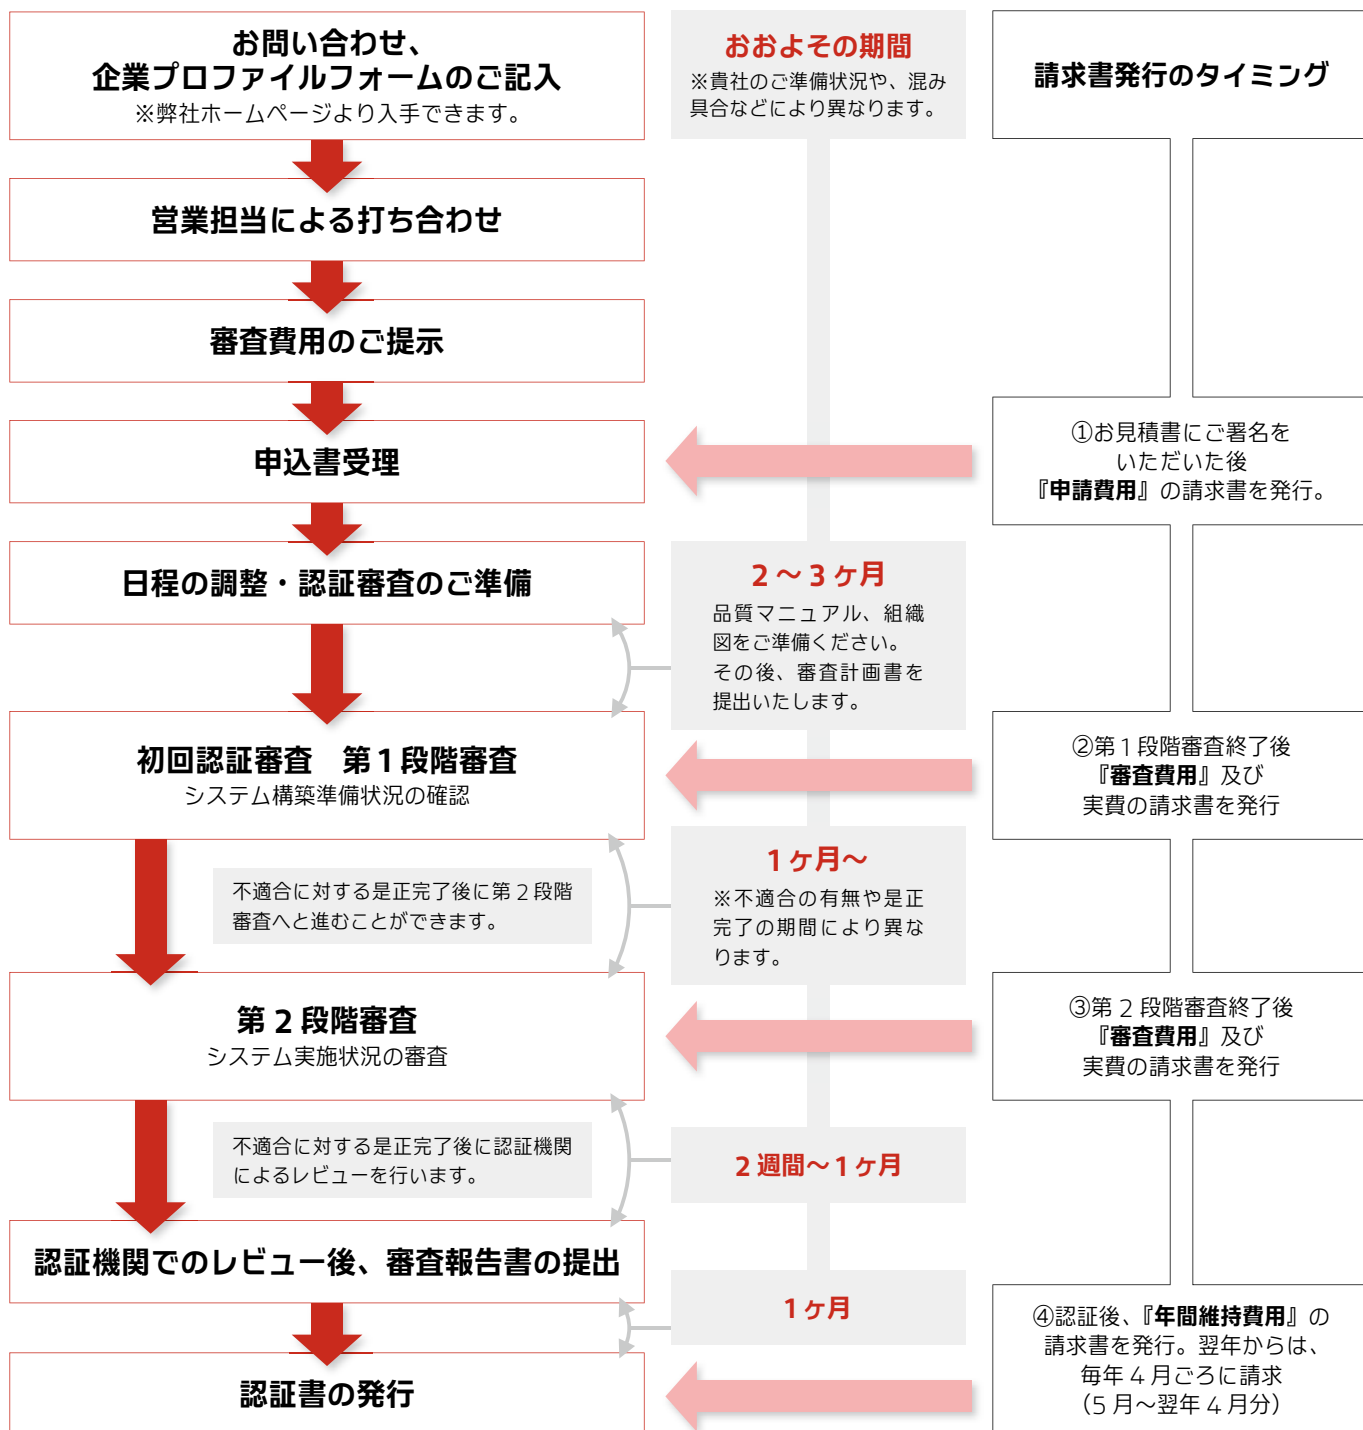 お問い合わせ、
企業プロファイルフォームのご記入
※弊社ホームページより入手できます。
おおよその期間
※貴社のご準備状況や、混み
具合などにより異なります。
請求書発行のタイミング
営業担当による打ち合わせ
審査費用のご提示
申込書受理
①お見積書にご署名を
いただいた後
『申請費用』の請求書を発行。
日程の調整・認証審査のご準備
2～3ヶ月
品質マニュアル、組織
図をご準備ください。
その後、審査計画書を
提出いたします。
初回認証審査　第1段階審査
システム構築準備状況の確認
②第1段階審査終了後
『審査費用』及び
実費の請求書を発行
不適合に対する是正完了後に第2段階
審査へと進むことができます。
1ヶ月～
※不適合の有無や是正
完了の期間により異な
ります。
第2段階審査
システム実施状況の審査
③第2段階審査終了後
『審査費用』及び
実費の請求書を発行
不適合に対する是正完了後に認証機関
によるレビューを行います。
2週間～1ヶ月
認証機関でのレビュー後、審査報告書の提出
1ヶ月
認証書の発行
④認証後、『年間維持費用』の
請求書を発行。翌年からは、
毎年4月ごろに請求
（5月～翌年4月分）